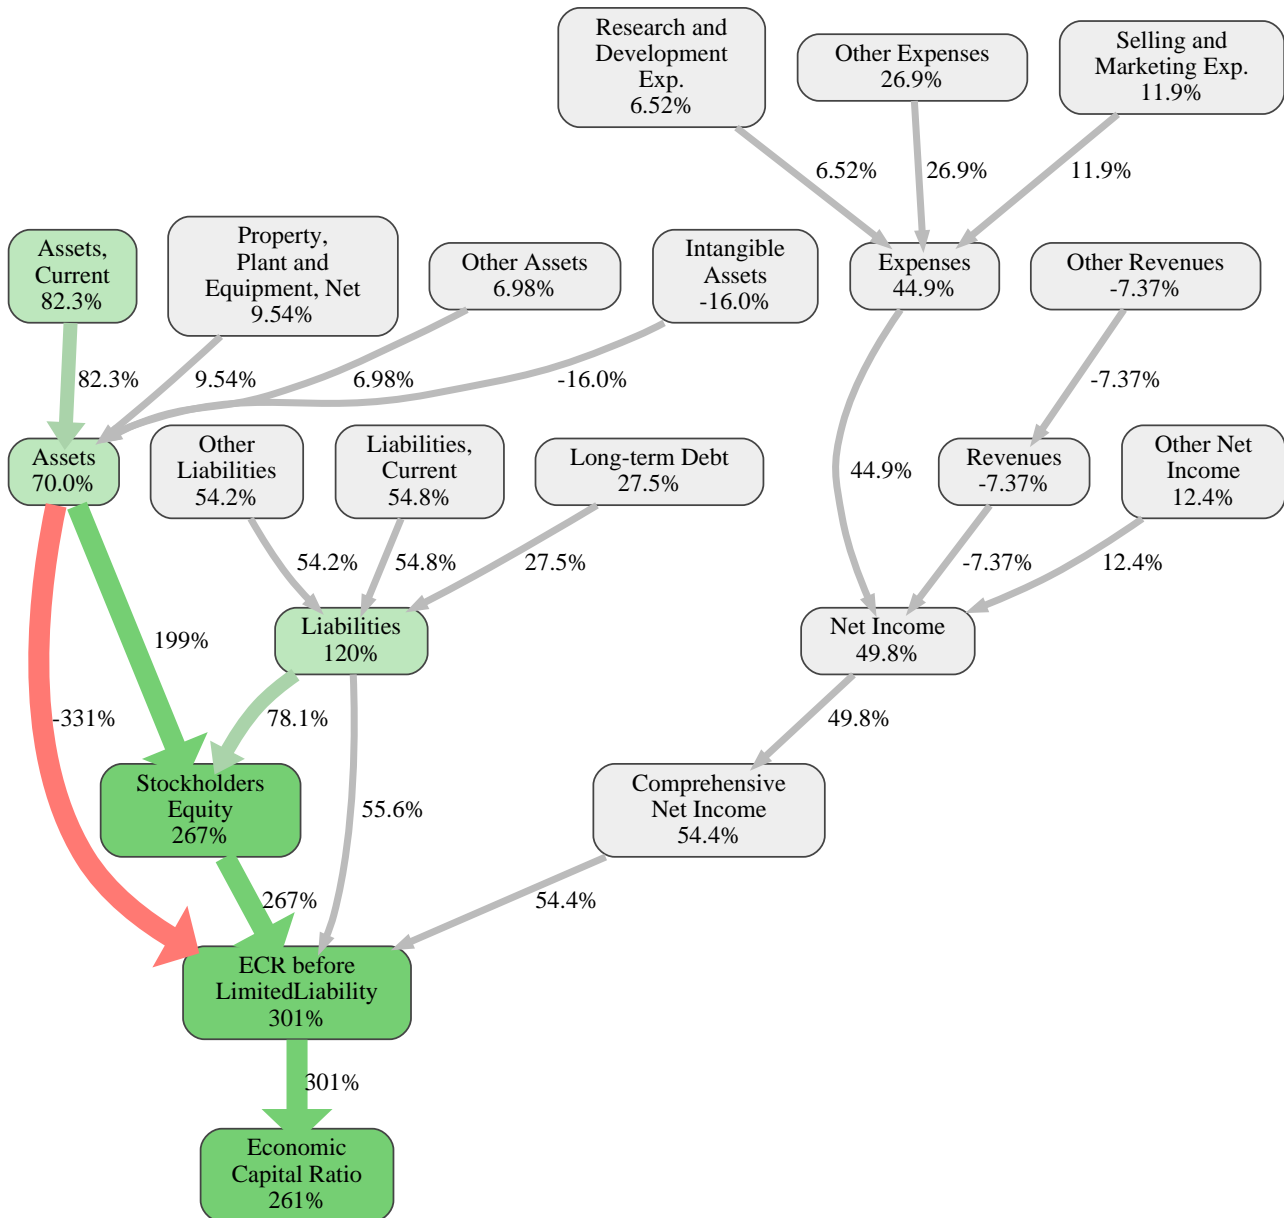 Research and
Development
Exp.
6.52%
Other Expenses
26.9%
Selling and
Marketing Exp.
11.9%
6.52%
26.9%
11.9%
Assets,
Current
82.3%
Property,
Plant and
Equipment, Net
9.54%
Other Assets
6.98%
Intangible
Assets
-16.0%
Expenses
44.9%
Other Revenues
-7.37%
82.3%
9.54%
6.98%
-16.0%
-7.37%
Assets
70.0%
Other
Liabilities
54.2%
Liabilities,
Current
54.8%
Long-term Debt
27.5%
44.9%
Revenues
-7.37%
Other Net
Income
12.4%
54.2%
54.8%
27.5%
-7.37%
12.4%
199%
Liabilities
120%
Net Income
49.8%
-331%
78.1%
49.8%
Stockholders
Equity
267%
55.6%
Comprehensive
Net Income
54.4%
267%
54.4%
ECR before
LimitedLiability
301%
301%
Economic
Capital Ratio
261%